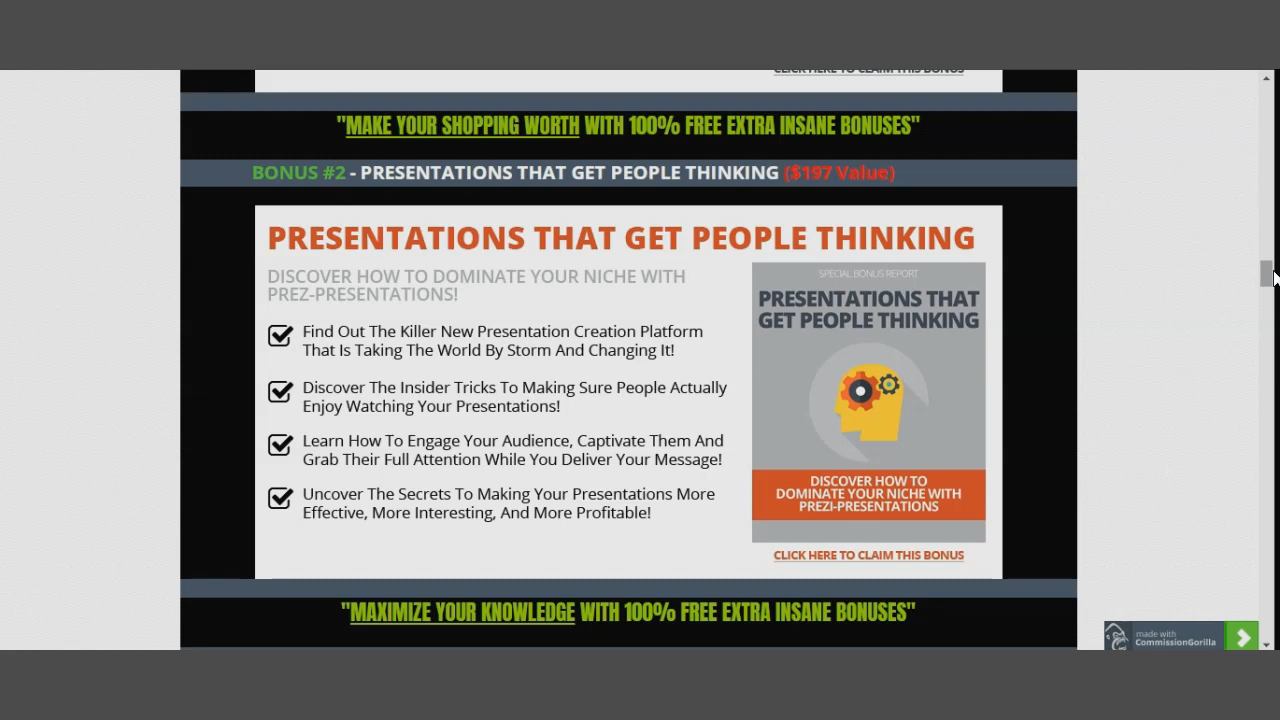 CLICK HERE TO CLAIM THIS BONUS
"MAKE YOUR SHOPPING WORTH WITH 100% FREE EXTRA INSANE BONUSES"
BONUS #2 - PRESENTATIONS THAT GET PEOPLE THINKING ($197 Value)
PRESENTATIONS THAT GET PEOPLE THINKING
DISCOVER HOW TO DOMINATE YOUR NICHE WITH
PREZ-PRESENTATIONS!
Find Out The Killer New Presentation Creation Platform
That Is Taking The World By Storm And Changing It!
Discover The Insider Tricks To Making Sure People Actually
Enjoy Watching Your Presentations!
Learn How To Engage Your Audience, Captivate Them And
Grab Their Full Attention While You Deliver Your Message!
Uncover The Secrets To Making Your Presentations More
Effective, More Interesting, And More Profitable!
SPECIAL BONUS REPORT
PRESENTATIONS THAT
GET PEOPLE THINKING
DISCOVER HOW TO
DOMINATE YOUR NICHE WITH
PREZI-PRESENTATIONS
CLICK HERE TO CLAIM THIS BONUS
"MAXIMIZE YOUR KNOWLEDGE WITH 100% FREE EXTRA INSANE BONUSES"
made with
CommissionGorilla